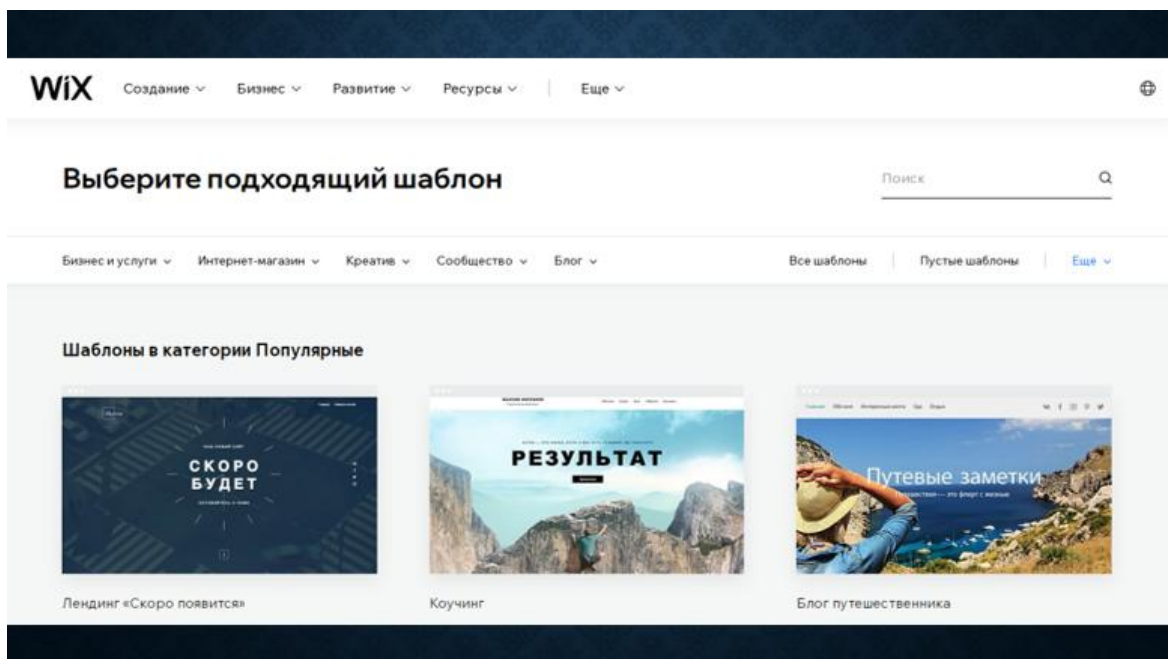 WiX Создание Бизнес Развитие Ресурсы Еще
Выберите подходящий шаблон
Поиск
Бизнес и услуги Интернет-магазин Креатив Сообщество Блог Все шаблоны Пустые шаблоны Еще
Шаблоны в категории Популярные
СКОРО
БУДЕТ
РЕЗУЛЬТАТ
Путевые заметки
Лендинг «Скоро появится» Коучинг Блог путешественника